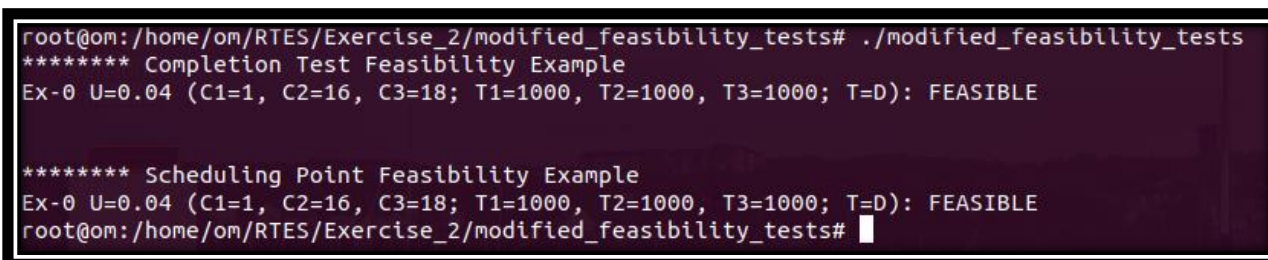 root@om:/home/om/RTES/Exercise_2/modified_feasibility_tests# ./modified_feasibility_tests
******** Completion Test Feasibility Example
Ex-0 U=0.04 (C1=1, C2=16, C3=18; T1=1000, T2=1000, T3=1000; T=D): FEASIBLE
******** Scheduling Point Feasibility Example
Ex-0 U=0.04 (C1=1, C2=16, C3=18; T1=1000, T2=1000, T3=1000; T=D): FEASIBLE
root@om:/home/om/RTES/Exercise_2/modified_feasibility_tests#